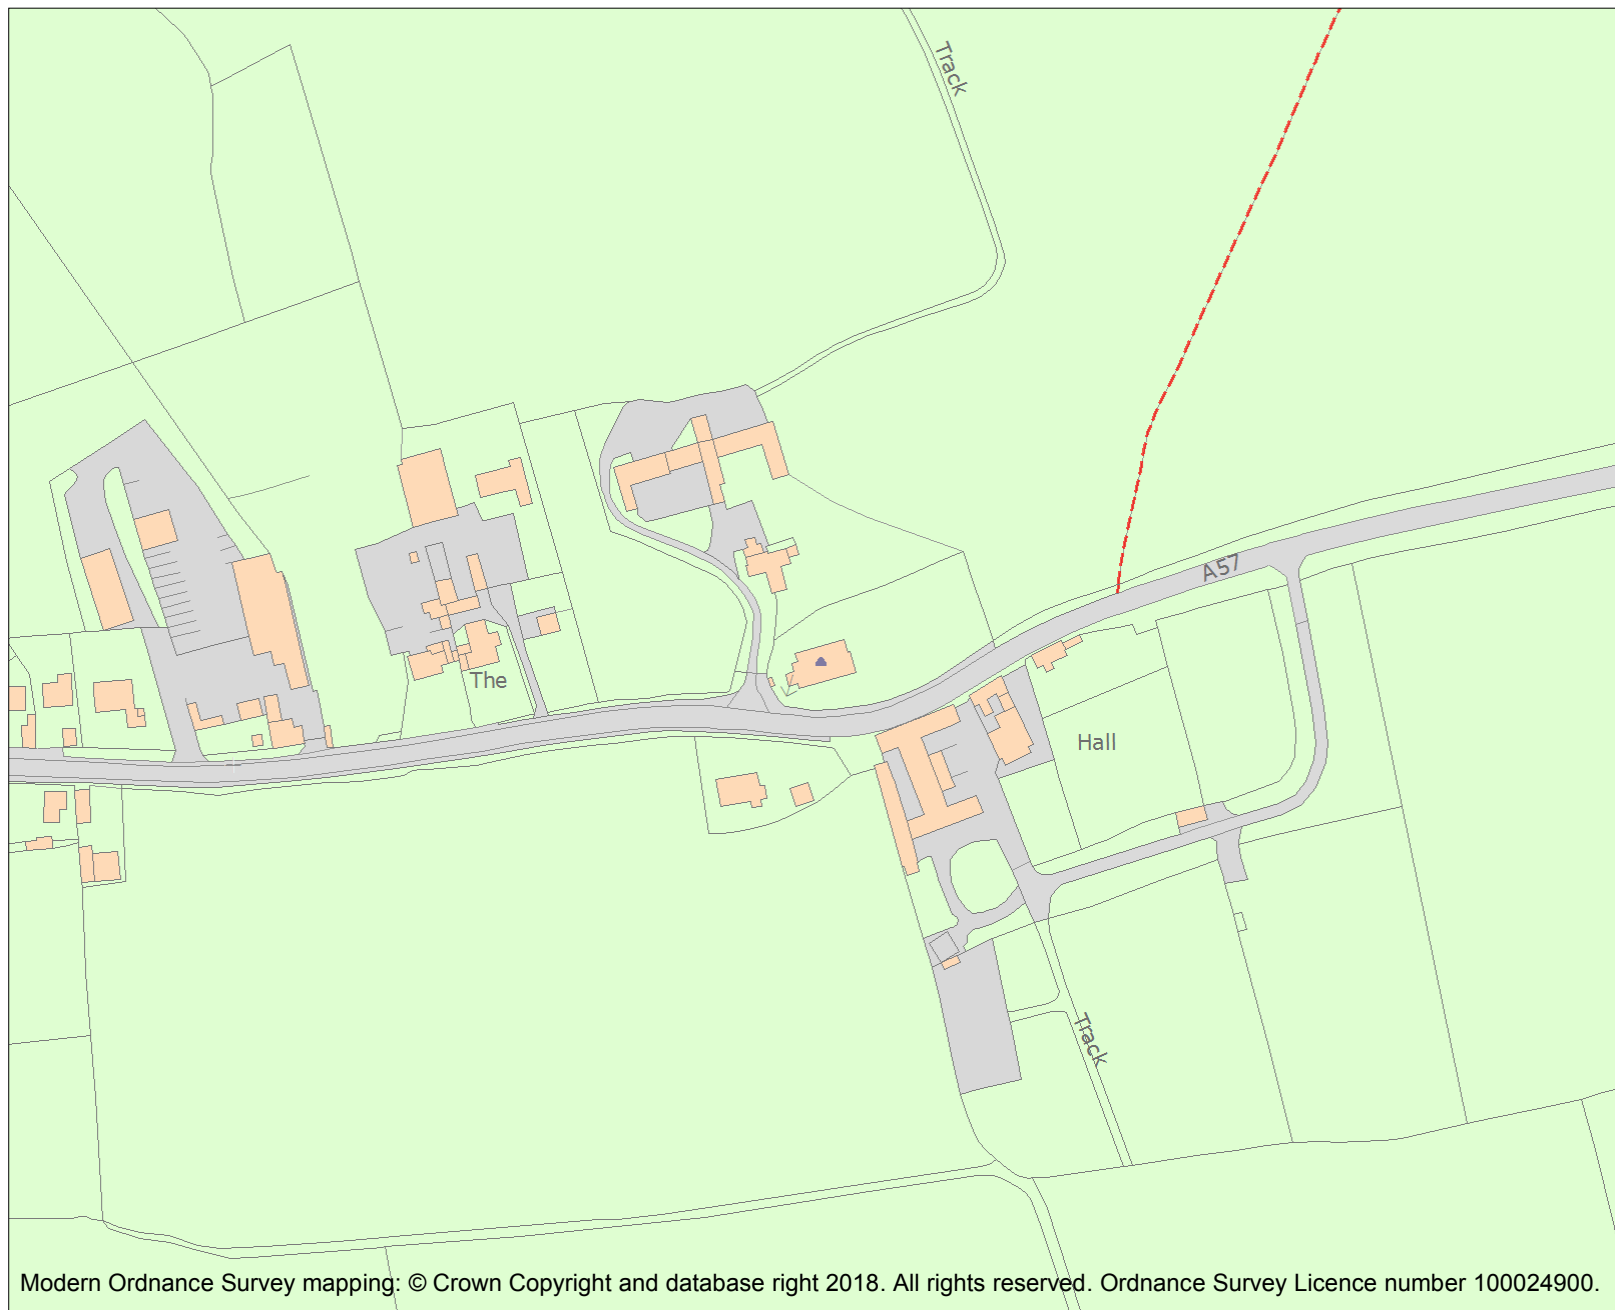 Track
A57
The
Hall
Track
Modern Ordnance Survey mapping: © Crown Copyright and database right 2018. All rights reserved. Ordnance Survey Licence number 100024900.